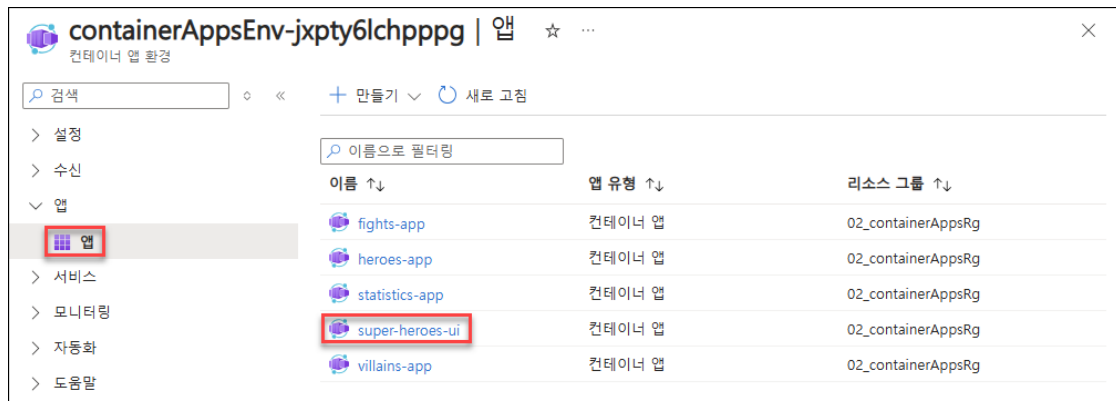 containerAppsEnv-jxpty6lchpppg | 앱 ☆ ···
컨테이너 앱 환경
검색
만들기 새로 고침
설정
수신
앱
앱
서비스
모니터링
자동화
도움말
이름으로 필터링
이름 ↑↓ 앱 유형 ↑↓ 리소스 그룹 ↑↓
fights-app 컨테이너 앱 02_containerAppsRg
heroes-app 컨테이너 앱 02_containerAppsRg
statistics-app 컨테이너 앱 02_containerAppsRg
super-heroes-ui 컨테이너 앱 02_containerAppsRg
villains-app 컨테이너 앱 02_containerAppsRg